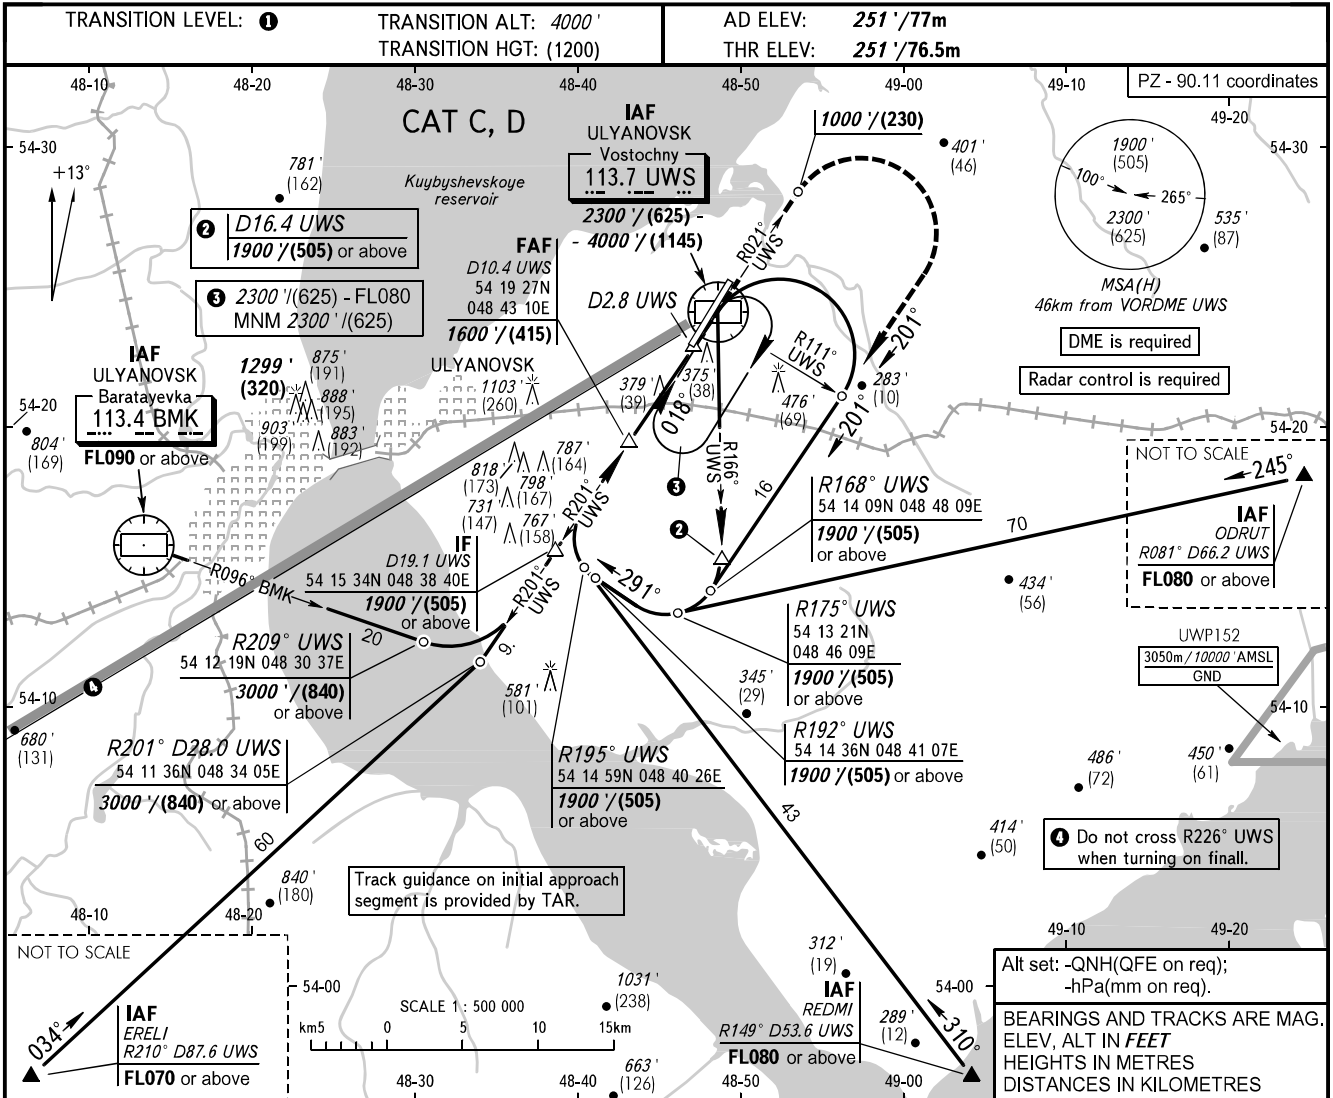 TRANSITION LEVEL: ❶
TRANSITION ALT: 4000 '
TRANSITION HGT: (1200)
AD ELEV: 251 '/77m
THR ELEV: 251 '/76.5m
48-10
48-20
48-30
48-40
48-50
49-00
49-10
PZ - 90.11 coordinates
49-20
54-30
54-30
+13°
CAT C, D
IAF
ULYANOVSK
Vostochny
113.7 UWS
2300 '/(625) -
- 4000 '/(1145)
1000 '/(230)
401 '
(46)
1900 '
(505)
100°
265°
2300 '
(625)
535 '
(87)
MSA(H)
46km from VORDME UWS
DME is required
Radar control is required
781 '
(162)
Kuybyshevskoye
reservoir
❷ D16.4 UWS
1900 '/(505) or above
❸ 2300 '/(625) - FL080
MNM 2300 '/(625)
FAF
D10.4 UWS
54 19 27N
048 43 10E
1600 '/(415)
D2.8 UWS
R021°
UWS
201°
R111°
UWS
IAF
ULYANOVSK
Baratayevka
113.4 BMK
FL090 or above
1299 '
(320)
875 '
(191)
888 '
(195)
903 '
(199)
883 '
(192)
ULYANOVSK
1103 '
(260)
379 '
(39)
375 '
(38)
018°
476 '
(69)
283 '
(10)
201°
54-20
804 '
(169)
54-20
NOT TO SCALE
245°
IAF
ODRUT
R081° D66.2 UWS
FL080 or above
818 '
(173)
787 '
(164)
798 '
(167)
731 '
(147)
767 '
(158)
R201°
UWS
R166°
UWS
❸
❷
16
R168° UWS
54 14 09N 048 48 09E
1900 '/(505)
or above
70
IF
D19.1 UWS
54 15 34N 048 38 40E
1900 '/(505)
or above
R201°
UWS
291°
R096° BMK
20
9.
434 '
(56)
R175° UWS
54 13 21N
048 46 09E
1900 '/(505)
or above
UWP152
3050m/10000 'AMSL
GND
R209° UWS
54 12 19N 048 30 37E
3000 '/(840)
or above
581 '
(101)
345 '
(29)
54-10
54-10
❹
680 '
(131)
R201° D28.0 UWS
54 11 36N 048 34 05E
3000 '/(840) or above
R195° UWS
54 14 59N 048 40 26E
1900 '/(505)
or above
R192° UWS
54 14 36N 048 41 07E
1900 '/(505) or above
486 '
(72)
450 '
(61)
43
60
414 '
(50)
❹ Do not cross R226° UWS
when turning on finall.
840 '
(180)
Track guidance on initial approach
segment is provided by TAR.
48-10
48-20
49-10
49-20
NOT TO SCALE
54-00
54-00
034°
IAF
ERELI
R210° D87.6 UWS
FL070 or above
SCALE 1 : 500 000
km5 0 5 10 15km
1031 '
(238)
663 '
(126)
312 '
(19)
IAF
REDMI
R149° D53.6 UWS
FL080 or above
289 '
(12)
310°
48-30
48-40
48-50
49-00
Alt set: -QNH(QFE on req);
-hPa(mm on req).
BEARINGS AND TRACKS ARE MAG.
ELEV, ALT IN FEET
HEIGHTS IN METRES
DISTANCES IN KILOMETRES